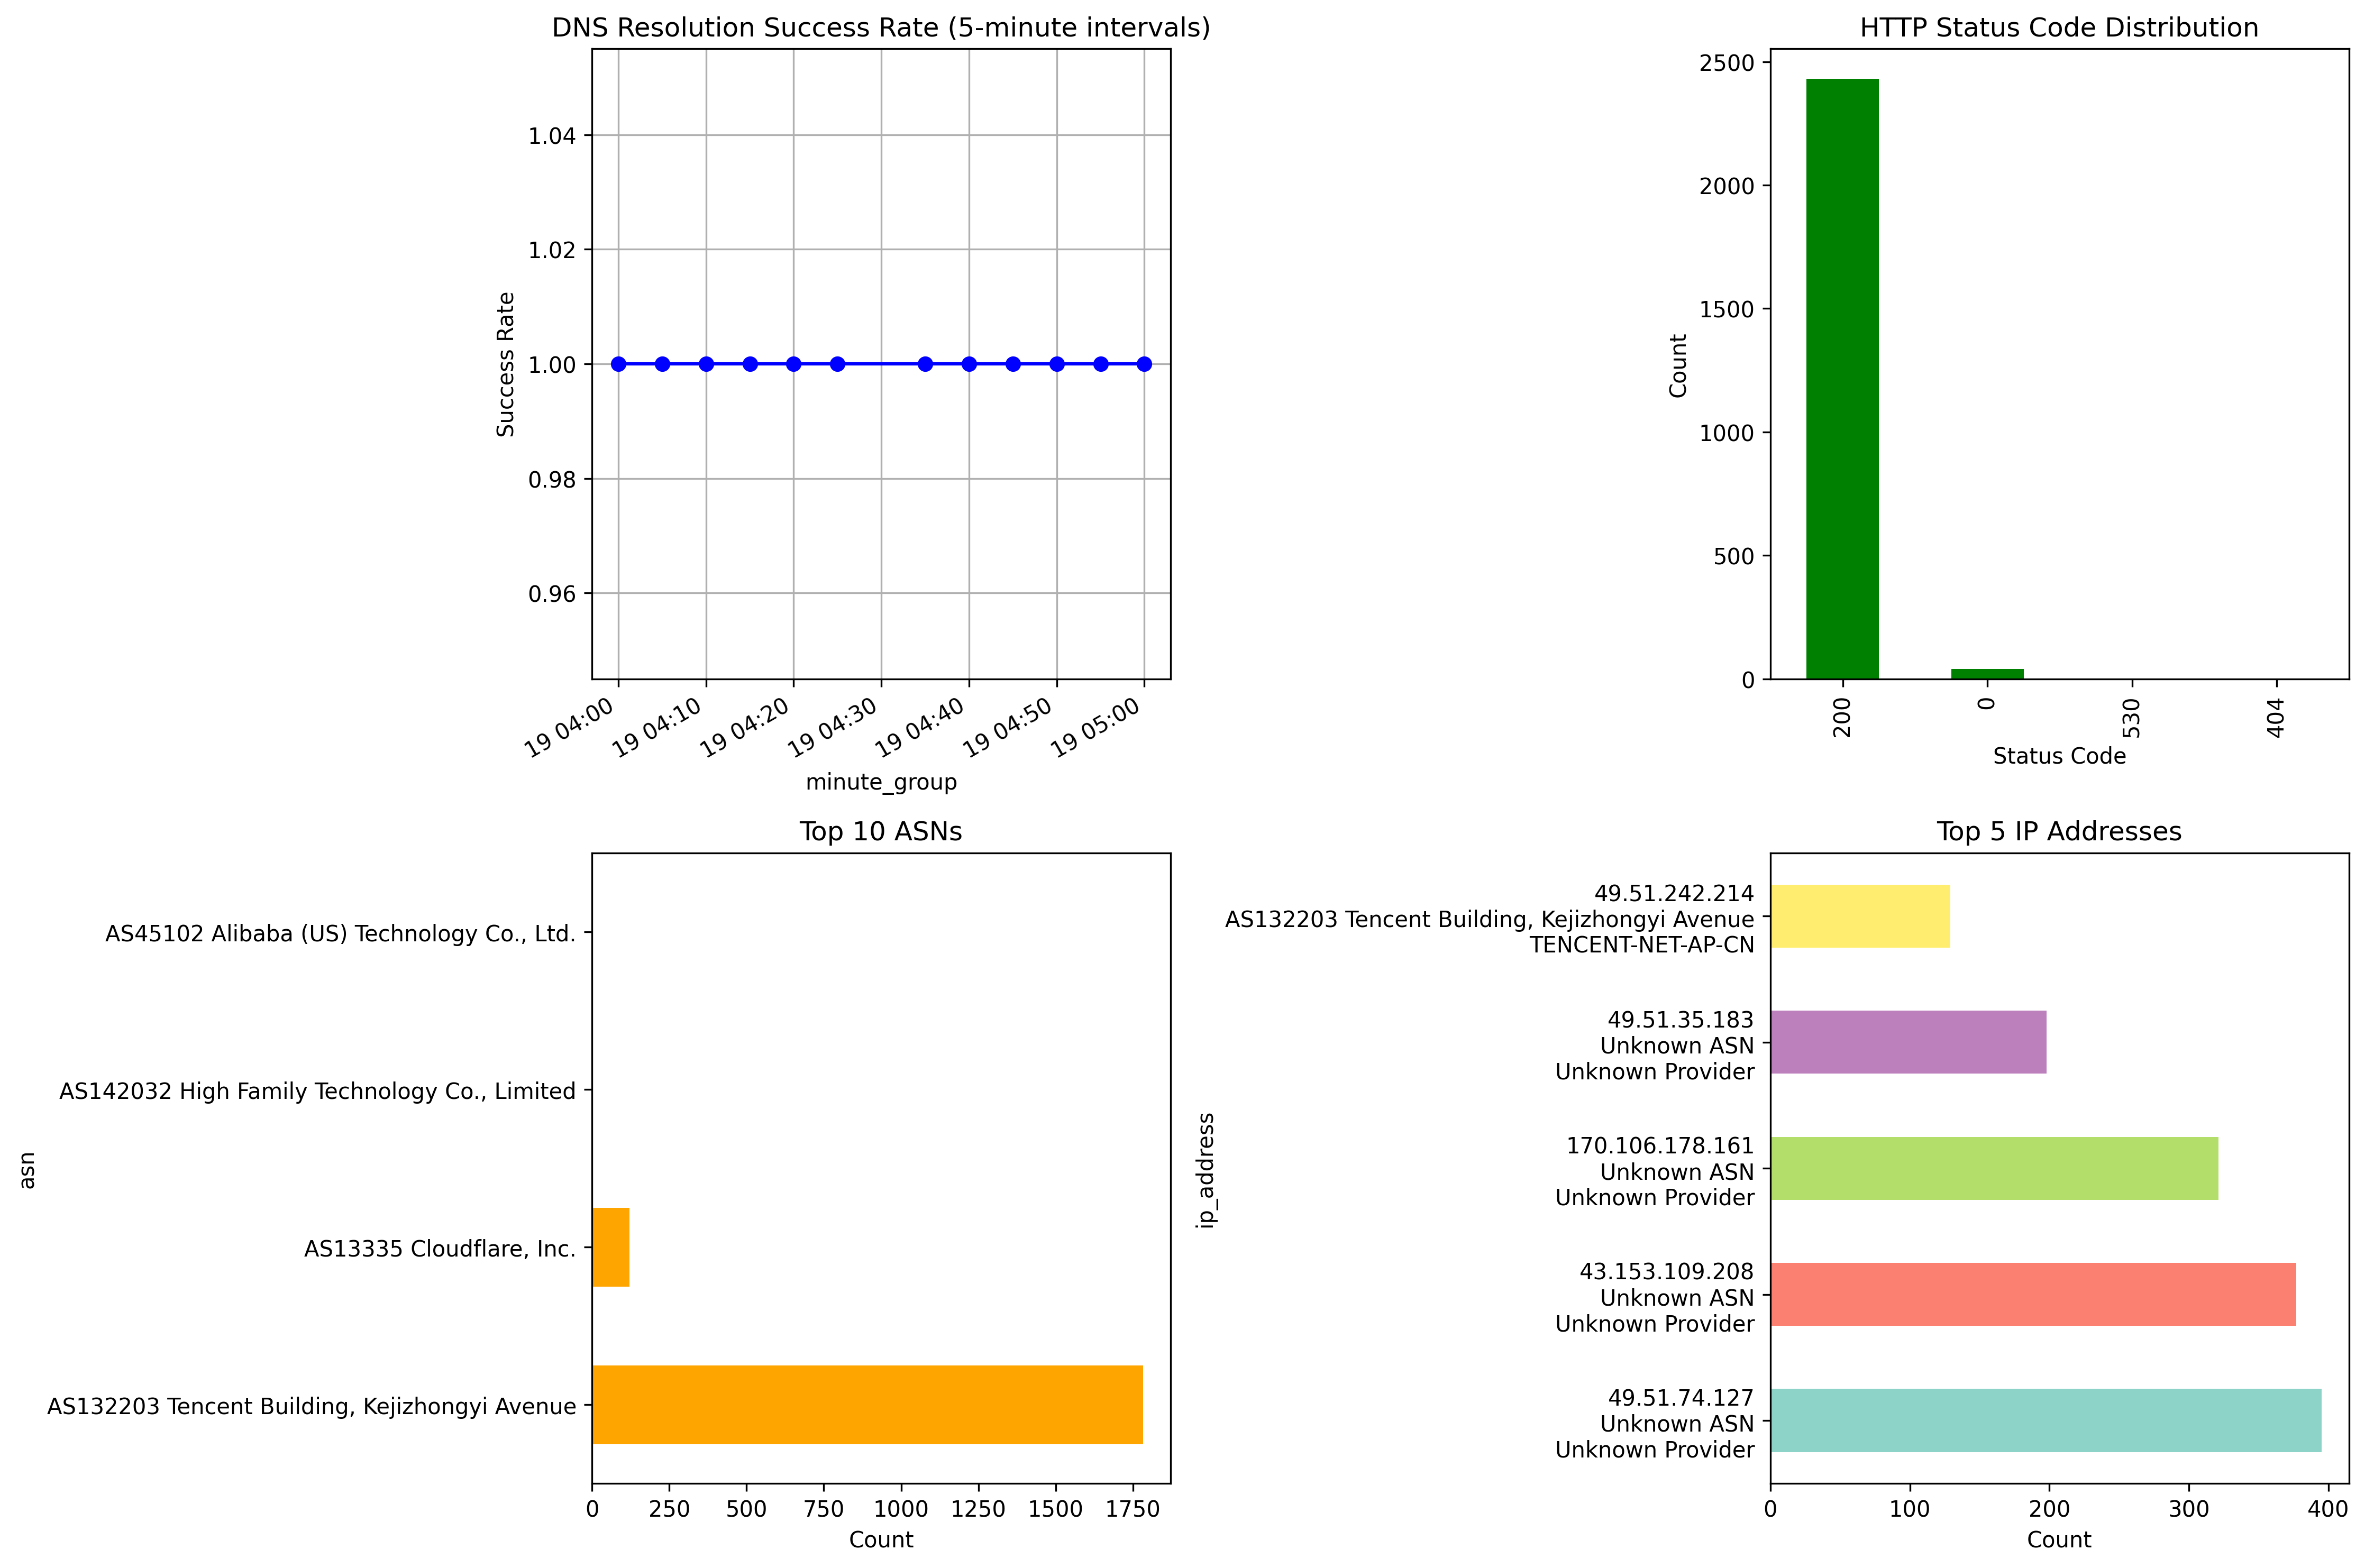 DNS Resolution Success Rate (5-minute intervals)
Success Rate
1.04
1.02
1.00
0.98
0.96
19 04:00
19 04:10
19 04:20
19 04:30
19 04:40
19 04:50
19 05:00
minute_group
HTTP Status Code Distribution
Count
2500
2000
1500
1000
500
0
200
0
530
404
Status Code
Top 10 ASNs
asn
AS45102 Alibaba (US) Technology Co., Ltd.
AS142032 High Family Technology Co., Limited
AS13335 Cloudflare, Inc.
AS132203 Tencent Building, Kejizhongyi Avenue
0
250
500
750
1000
1250
1500
1750
Count
Top 5 IP Addresses
ip_address
49.51.242.214
AS132203 Tencent Building, Kejizhongyi Avenue
TENCENT-NET-AP-CN
49.51.35.183
Unknown ASN
Unknown Provider
170.106.178.161
Unknown ASN
Unknown Provider
43.153.109.208
Unknown ASN
Unknown Provider
49.51.74.127
Unknown ASN
Unknown Provider
0
100
200
300
400
Count